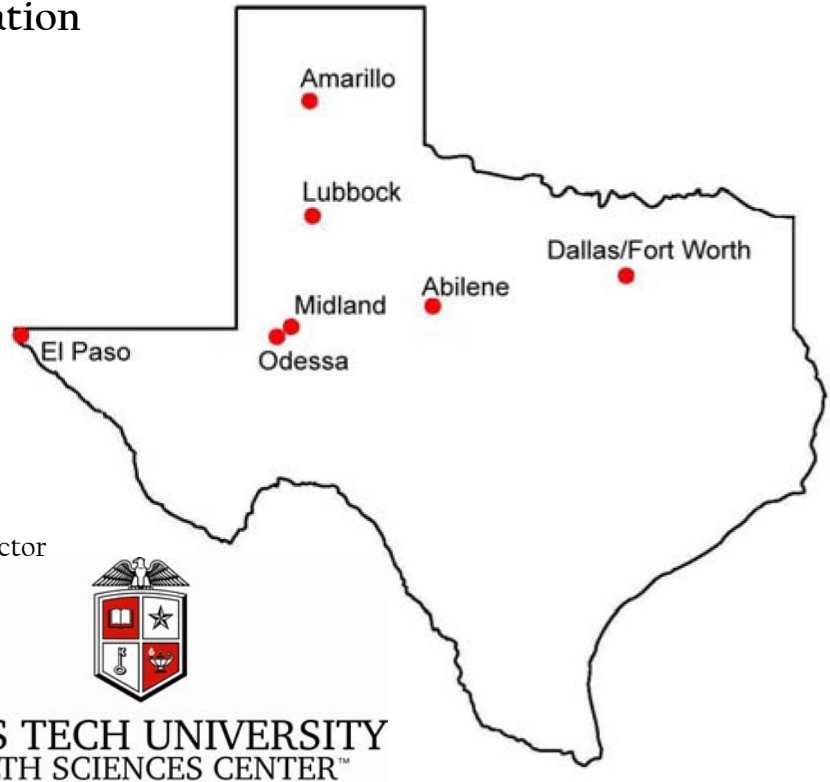 ation
Amarillo
Lubbock
Dallas/Fort Worth
Abilene
Midland
El Paso
Odessa
ctor
S TECH UNIVERSITY
TH SCIENCES CENTER™